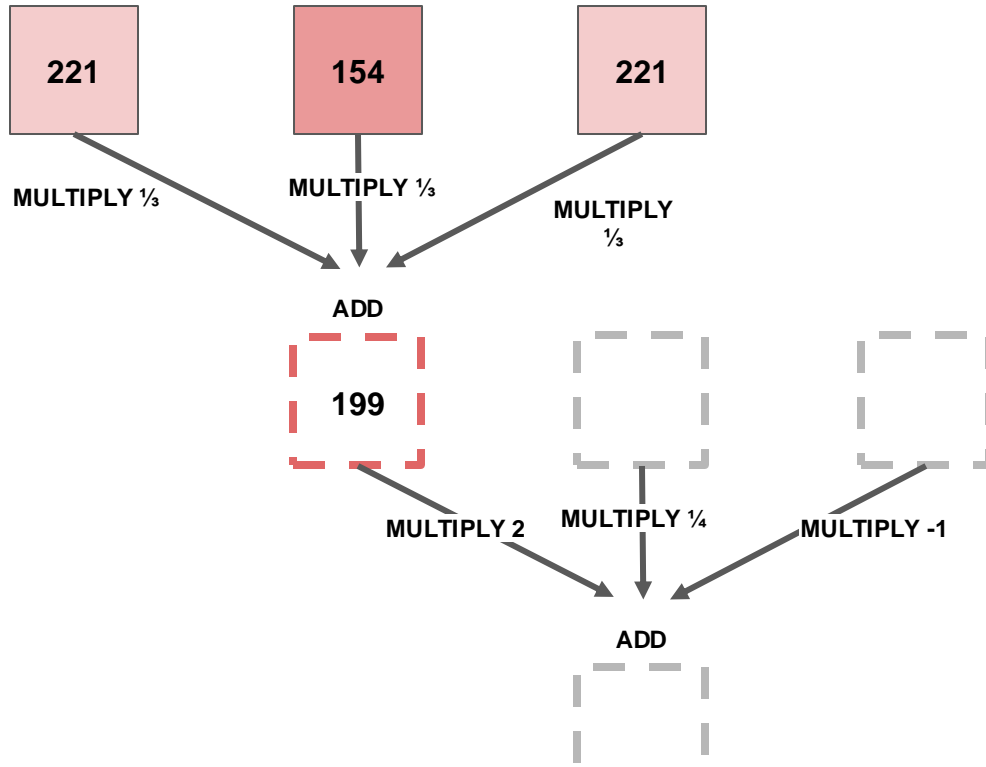 221
154
221
MULTIPLY ⅓
MULTIPLY ⅓
MULTIPLY
⅓
ADD
199
MULTIPLY 2
MULTIPLY ¼
MULTIPLY -1
ADD